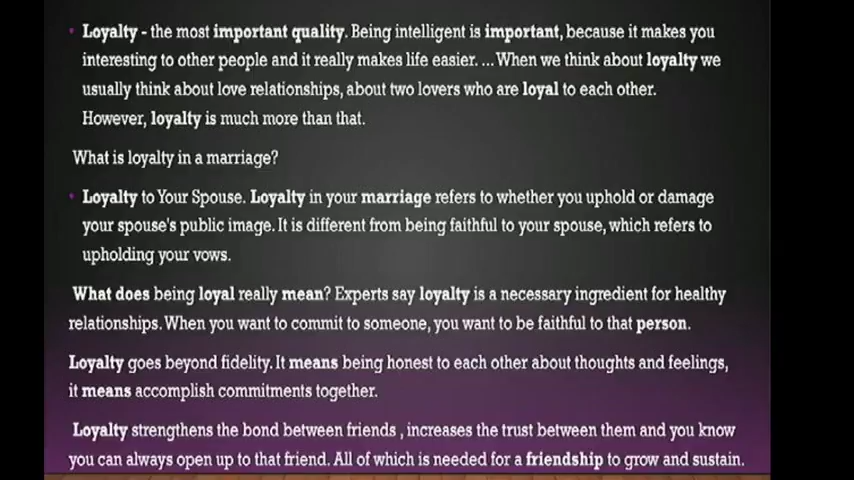 • Loyalty - the most important quality. Being intelligent is important, because it makes you
interesting to other people and it really makes life easier. ... When we think about loyalty we
usually think about love relationships, about two lovers who are loyal to each other.
However, loyalty is much more than that.
What is loyalty in a marriage?
• Loyalty to Your Spouse. Loyalty in your marriage refers to whether you uphold or damage
your spouse's public image. It is different from being faithful to your spouse, which refers to
upholding your vows.
What does being loyal really mean? Experts say loyalty is a necessary ingredient for healthy
relationships. When you want to commit to someone, you want to be faithful to that person.
Loyalty goes beyond fidelity. It means being honest to each other about thoughts and feelings,
it means accomplish commitments together.
Loyalty strengthens the bond between friends , increases the trust between them and you know
you can always open up to that friend. All of which is needed for a friendship to grow and sustain.